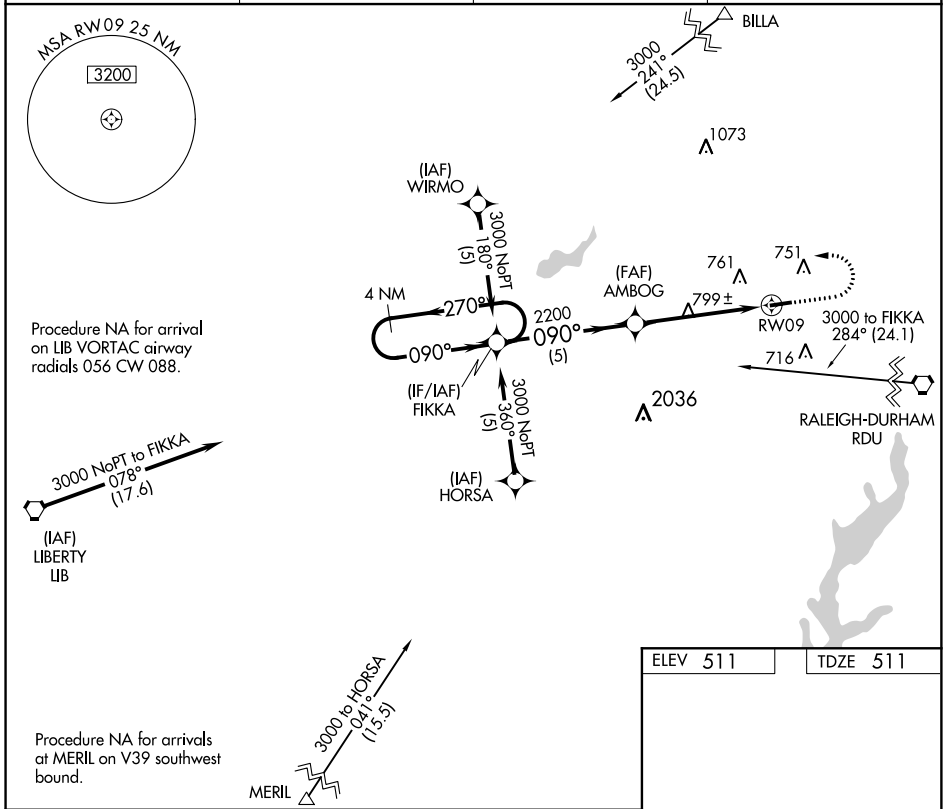 MSA RW09 25 NM
3200
BILLA
3000
241°
(24.5)
1073
(IAF)
WIRMO
3000 NoPT
180°
(5)
4 NM
270°
090°
(IF/IAF)
FIKKA
2200
090°
(5)
(FAF)
AMBOG
799±
761
751
RW09
3000 to FIKKA
284° (24.1)
716
RALEIGH-DURHAM
RDU
2036
Procedure NA for arrival
on LIB VORTAC airway
radials 056 CW 088.
3000 NoPT
360°
(5)
(IAF)
HORSA
3000 NoPT to FIKKA
078°
(17.6)
(IAF)
LIBERTY
LIB
3000 to HORSA
041°
(15.5)
MERIL
Procedure NA for arrivals
at MERIL on V39 southwest
bound.
ELEV 511
TDZE 511